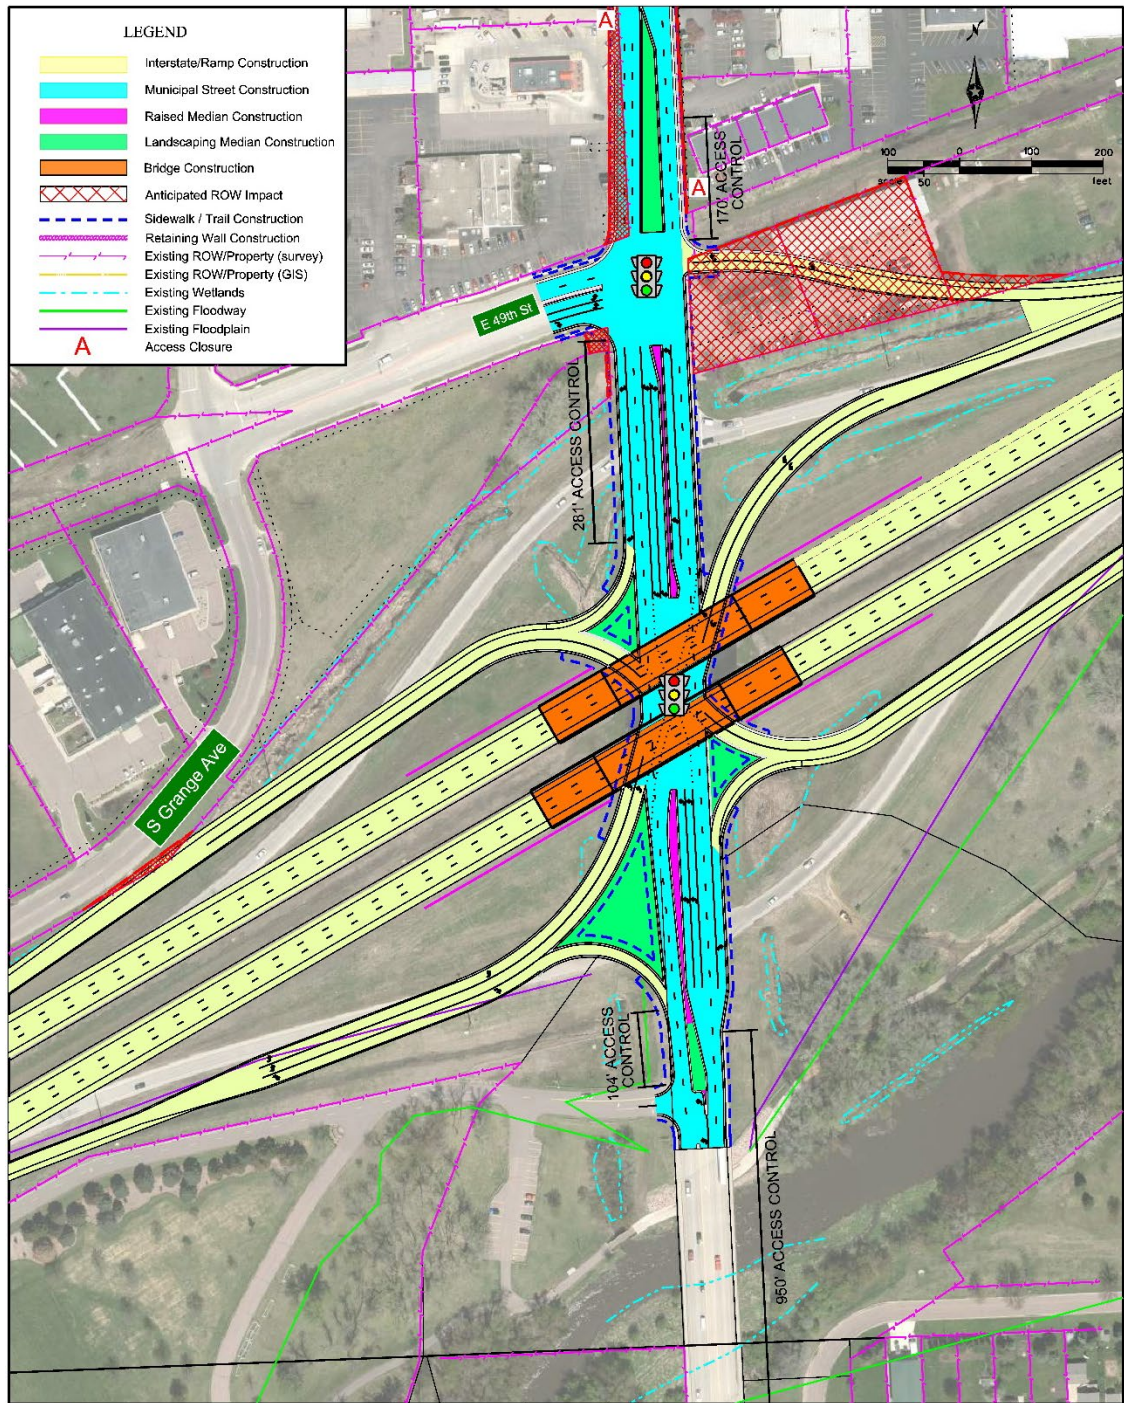 LEGEND
Interstate/Ramp Construction
Municipal Street Construction
Raised Median Construction
Landscaping Median Construction
Bridge Construction
Anticipated ROW Impact
Sidewalk / Trail Construction
Retaining Wall Construction
Existing ROW/Property (survey)
Existing ROW/Property (GIS)
Existing Wetlands
Existing Floodway
Existing Floodplain
A Access Closure
A
N
100 0 100 200
scale 50 feet
170' ACCESS
CONTROL
A
E 49th St
281' ACCESS CONTROL
S Grange Ave
104' ACCESS
CONTROL
950' ACCESS CONTROL